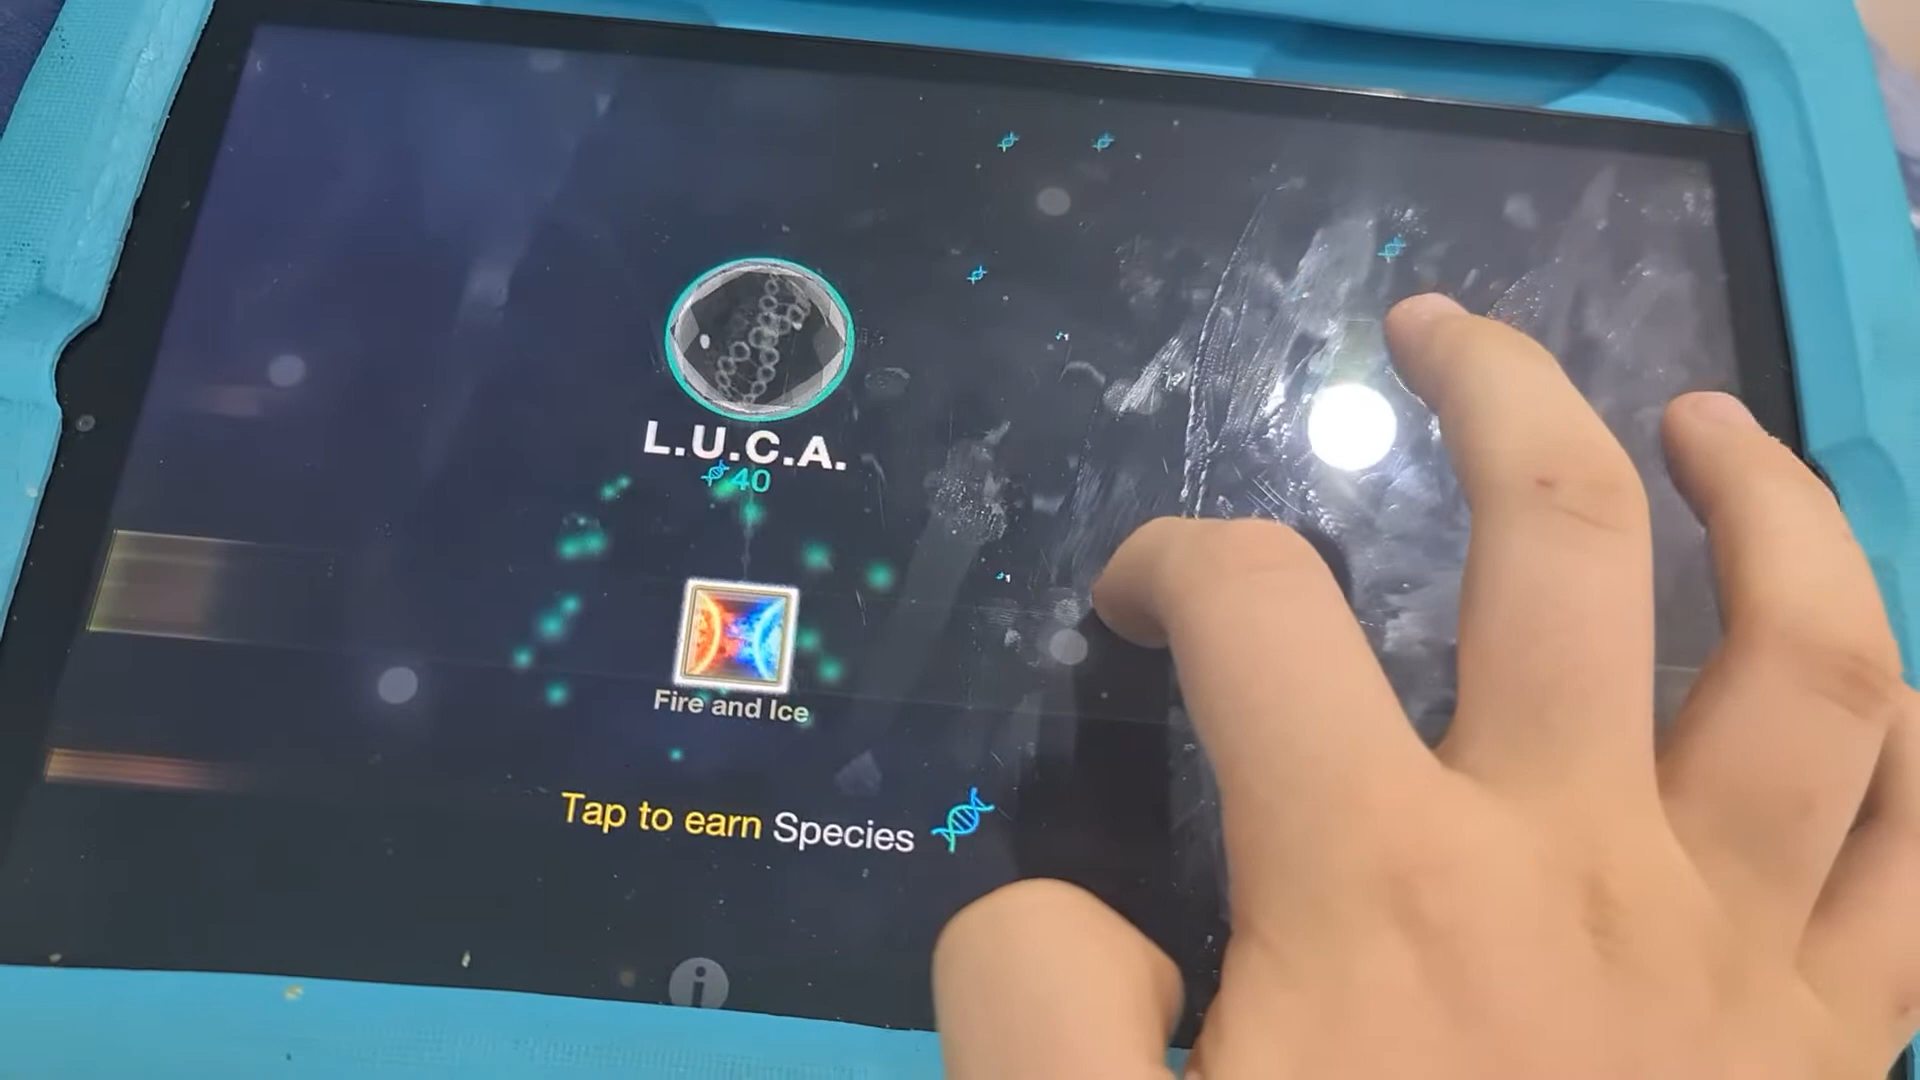 L.U.C.A.
40
Fire and Ice
Tap to earn Species
i